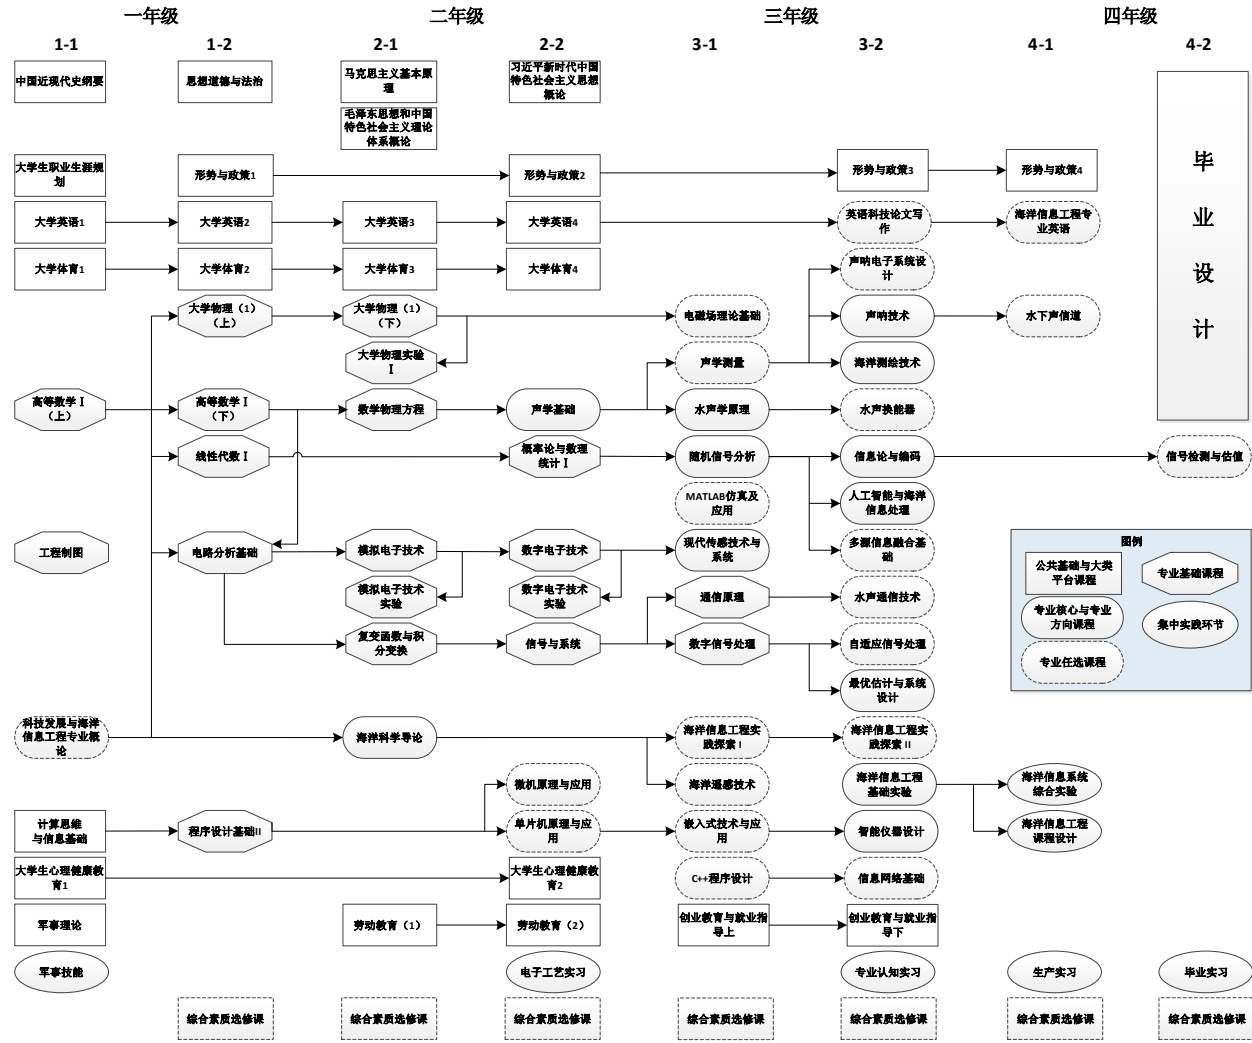 一年级
二年级
三年级
四年级
1-1
1-2
2-1
2-2
3-1
3-2
4-1
4-2
中国近现代史纲要
思想道德与法治
马克思主义基本原
理
习近平新时代中国
特色社会主义思想
概论
毛泽东思想和中国
特色社会主义理论
体系概论
毕
业
设
计
大学生职业生涯规
划
形势与政策1
形势与政策2
形势与政策3
形势与政策4
大学英语1
大学英语2
大学英语3
大学英语4
英语科技论文写
作
海洋信息工程专
业英语
大学体育1
大学体育2
大学体育3
大学体育4
声呐电子系统设
计
大学物理（1）
（上）
大学物理（1）
（下）
电磁场理论基础
声呐技术
水下声信道
大学物理实验
Ⅰ
声学测量
海洋测绘技术
高等数学Ⅰ
（上）
高等数学Ⅰ
（下）
数学物理方程
声学基础
水声学原理
水声换能器
线性代数Ⅰ
概率论与数理
统计Ⅰ
随机信号分析
信息论与编码
信号检测与估值
MATLAB仿真及
应用
人工智能与海洋
信息处理
工程制图
电路分析基础
模拟电子技术
数字电子技术
现代传感技术与
系统
多源信息融合基
础
模拟电子技术
实验
数字电子技术
实验
通信原理
水声通信技术
复变函数与积
分变换
信号与系统
数字信号处理
自适应信号处理
最优估计与系统
设计
图例
公共基础与大类
平台课程
专业基础课程
专业核心与专业
方向课程
集中实践环节
专业任选课程
科技发展与海洋
信息工程专业概
论
海洋科学导论
海洋信息工程实
践探索 I
海洋信息工程实
践探索 II
微机原理与应用
海洋遥感技术
海洋信息工程
基础实验
海洋信息系统
综合实验
计算思维
与信息基础
程序设计基础II
单片机原理与应
用
嵌入式技术与应
用
智能仪器设计
海洋信息工程
课程设计
大学生心理健康教
育1
大学生心理健康教
育2
C++程序设计
信息网络基础
军事理论
劳动教育（1）
劳动教育（2）
创业教育与就业指
导上
创业教育与就业指
导下
军事技能
电子工艺实习
专业认知实习
生产实习
毕业实习
综合素质选修课
综合素质选修课
综合素质选修课
综合素质选修课
综合素质选修课
综合素质选修课
综合素质选修课